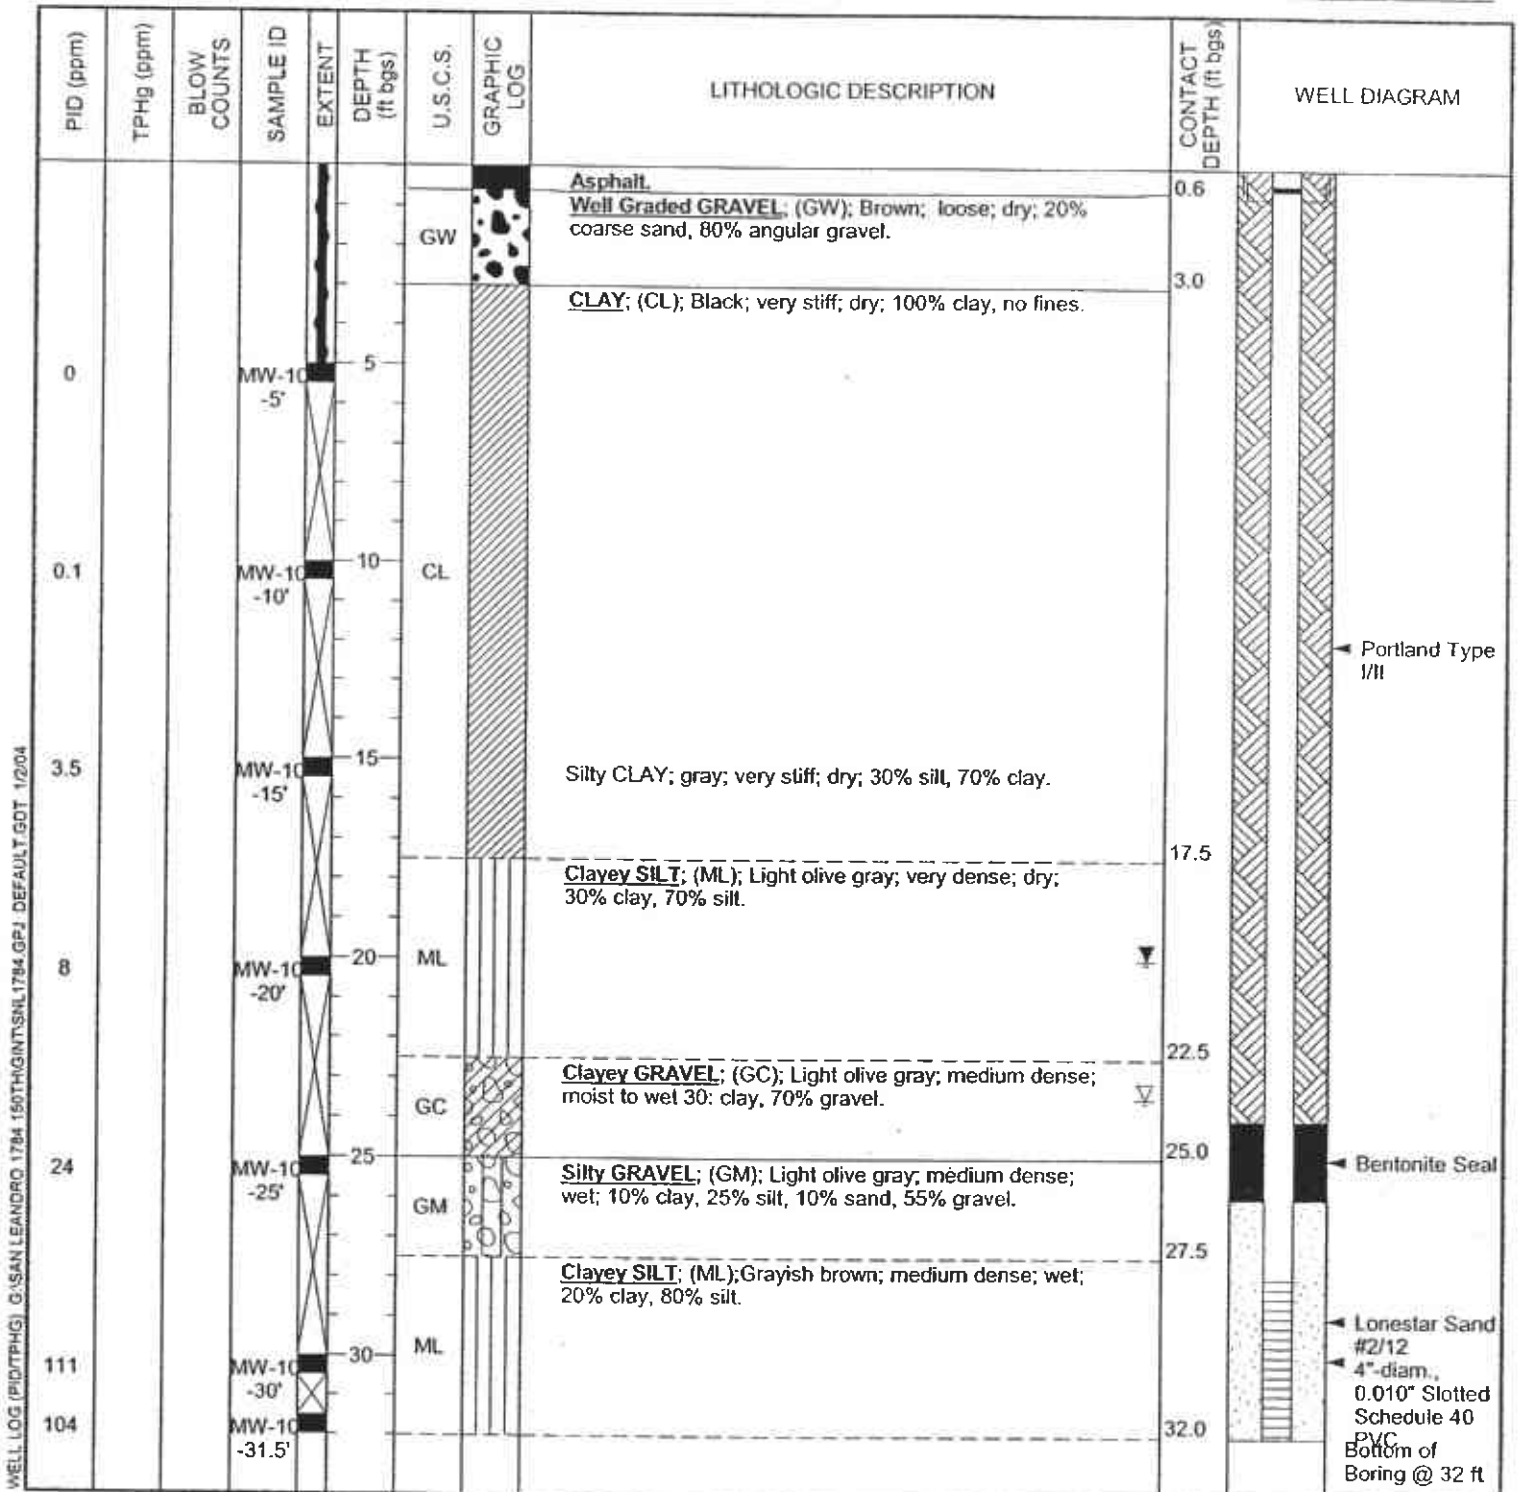 PID (ppm)
TPHg (ppm)
BLOW
COUNTS
SAMPLE ID
EXTENT
DEPTH
(ft bgs)
U.S.C.S.
GRAPHIC
LOG
LITHOLOGIC DESCRIPTION
CONTACT
DEPTH (ft bgs)
WELL DIAGRAM
Asphalt.
0.6
Well Graded GRAVEL; (GW); Brown; loose; dry; 20%
coarse sand, 80% angular gravel.
GW
3.0
CLAY; (CL); Black; very stiff; dry; 100% clay, no fines.
0
MW-10
-5'
5
0.1
MW-10
-10'
10
CL
Portland Type
I/II
3.5
MW-10
-15'
15
Silty CLAY; gray; very stiff; dry; 30% silt, 70% clay.
17.5
Clayey SILT; (ML); Light olive gray; very dense; dry;
30% clay, 70% silt.
8
MW-10
-20'
20
ML
22.5
Clayey GRAVEL; (GC); Light olive gray; medium dense;
moist to wet 30: clay, 70% gravel.
GC
24
MW-10
-25'
25
25.0
Bentonite Seal
Silty GRAVEL; (GM); Light olive gray; medium dense;
wet; 10% clay, 25% silt, 10% sand, 55% gravel.
GM
27.5
Clayey SILT; (ML);Grayish brown; medium dense; wet;
20% clay, 80% silt.
ML
Lonestar Sand
#2/12
111
MW-10
-30'
30
4"-diam.,
0.010" Slotted
Schedule 40
PVC
104
MW-10
-31.5'
32.0
Bottom of
Boring @ 32 ft
WELL LOG (PID/TPHG) G:\SAN LEANDRO 1784 150TH\GINT\SNL1784.GPJ DEFAULT.GDT 1/2/04